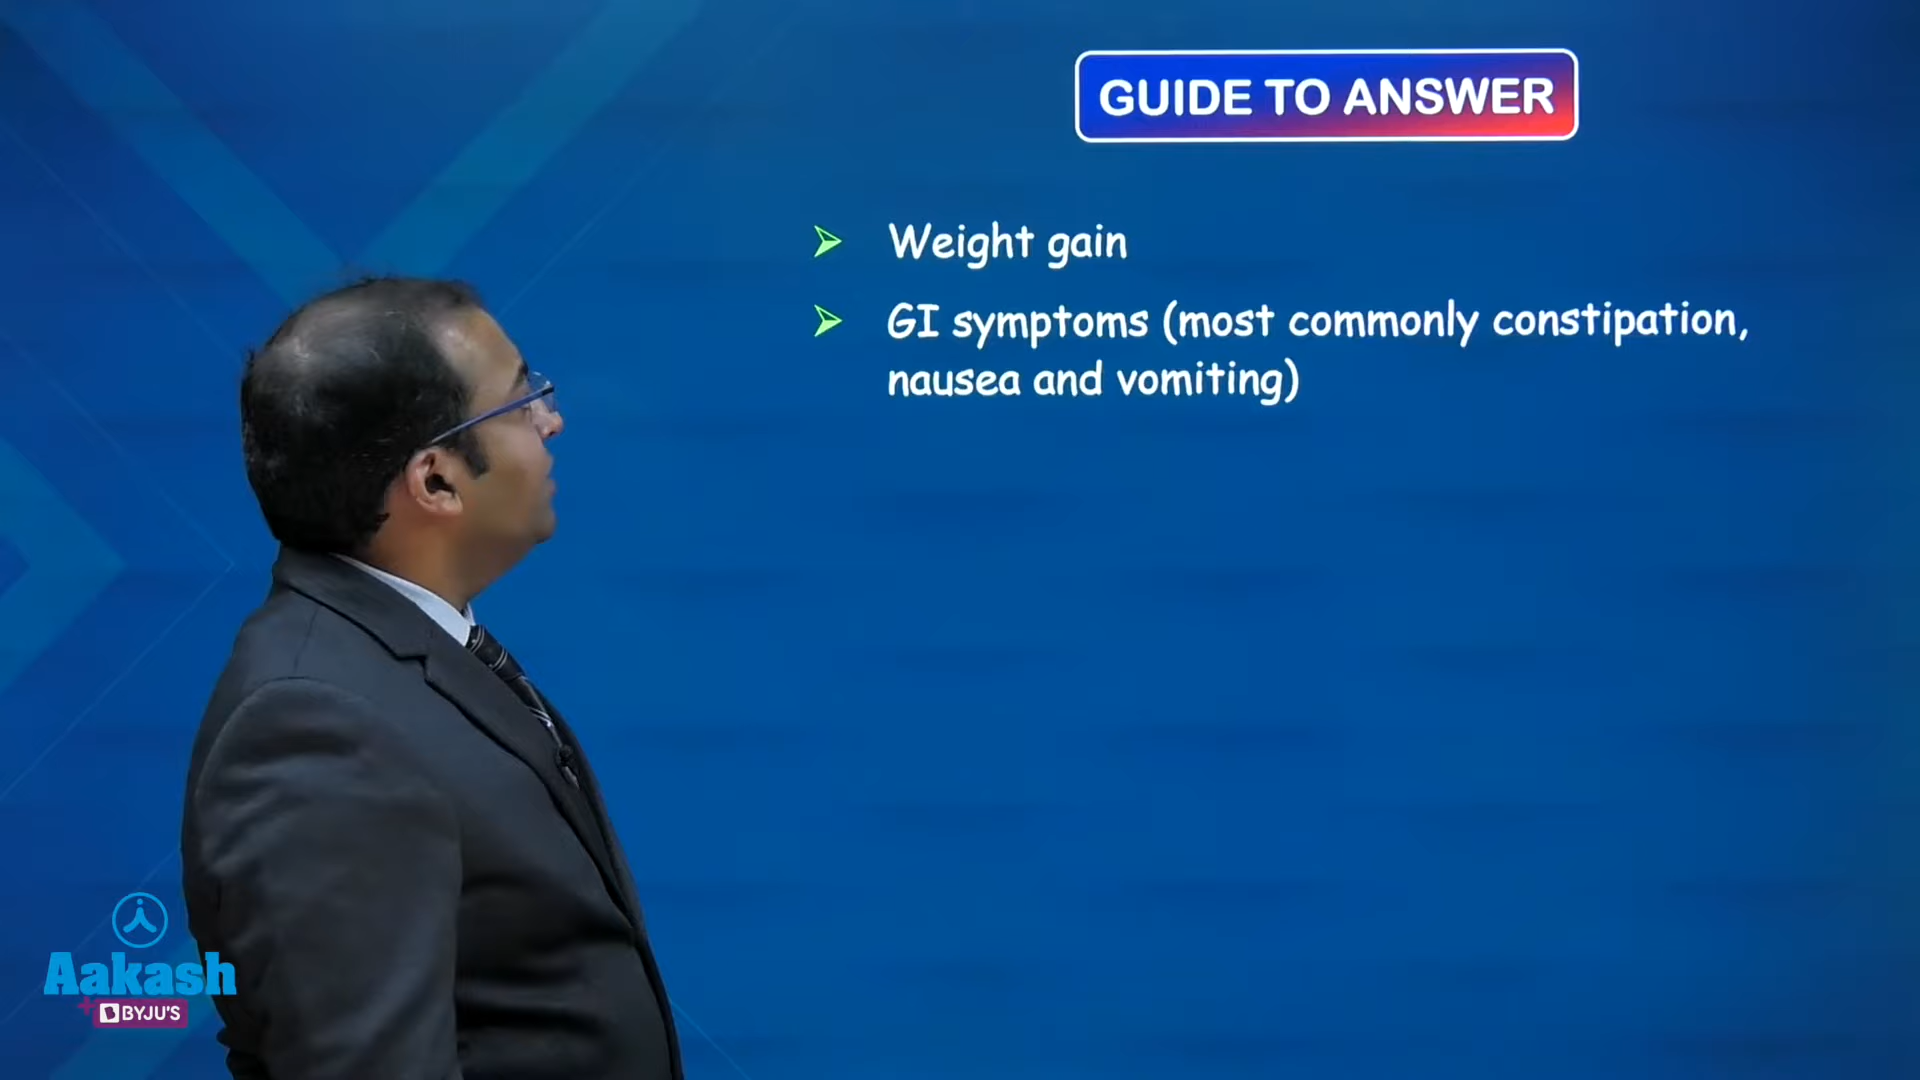 GUIDE TO ANSWER
Weight gain
GI symptoms (most commonly constipation,
nausea and vomiting)
Aakash
+ BYJU'S